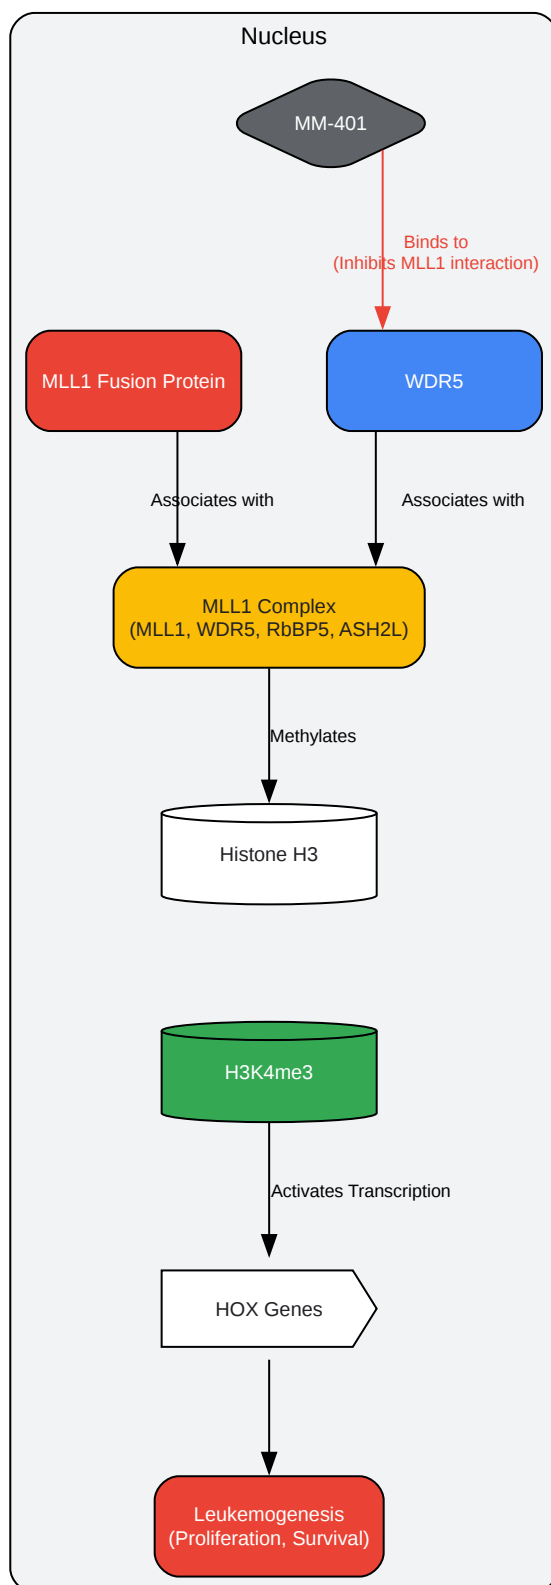 Nucleus
MM-401
Binds to
(Inhibits MLL1 interaction)
MLL1 Fusion Protein
WDR5
Associates with
Associates with
MLL1 Complex
(MLL1, WDR5, RbBP5, ASH2L)
Methylates
Histone H3
H3K4me3
Activates Transcription
HOX Genes
Leukemogenesis
(Proliferation, Survival)